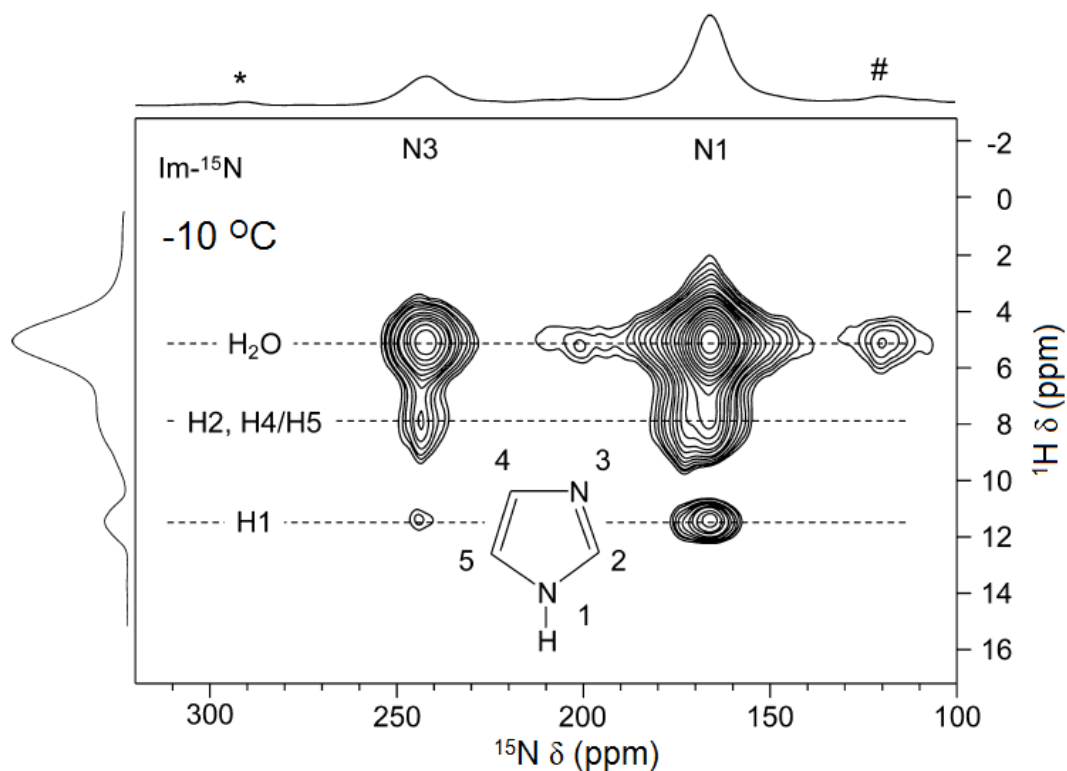 *
#
N3 N1
Im-¹⁵N
-10 °C
H₂O
H2, H4/H5
H1
4 3
5 2
N
N
1
H
-2
0
2
4
6
8
10
12
14
16
¹H δ (ppm)
300 250 200 150 100
¹⁵N δ (ppm)